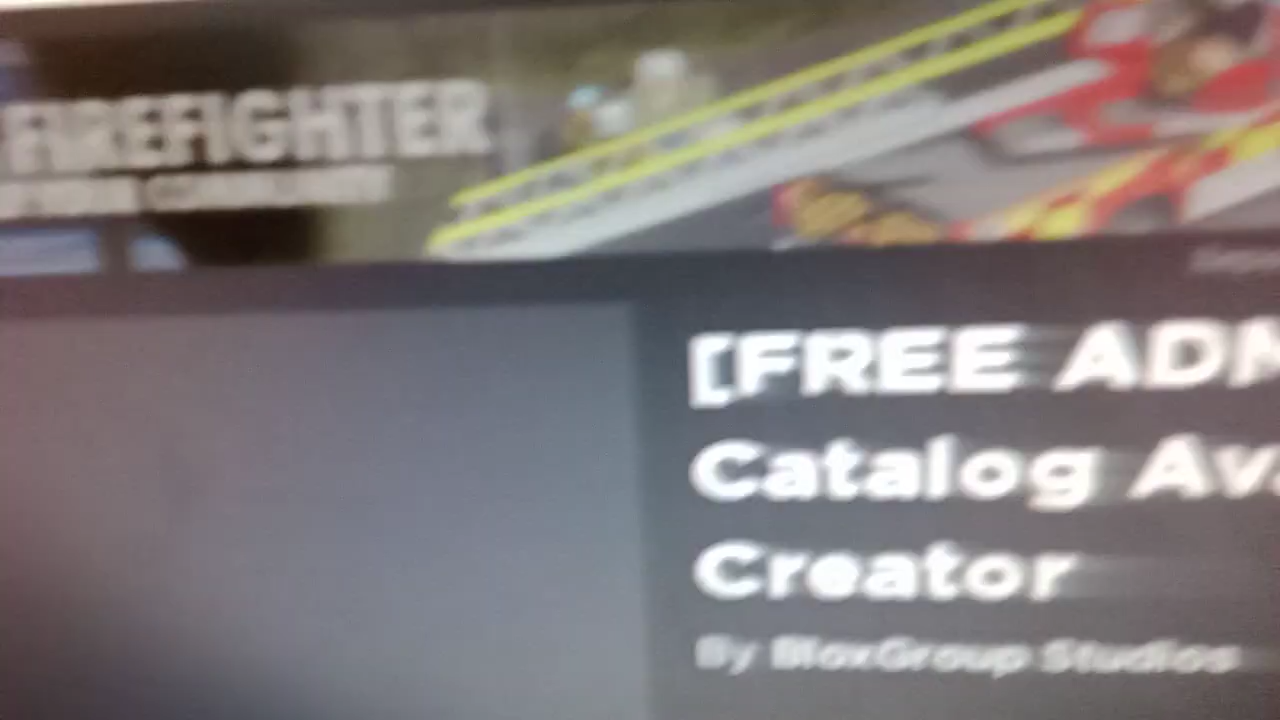 FIREFIGHTER
[FREE ADM
Catalog Av
Creator
By BloxGroup Studios